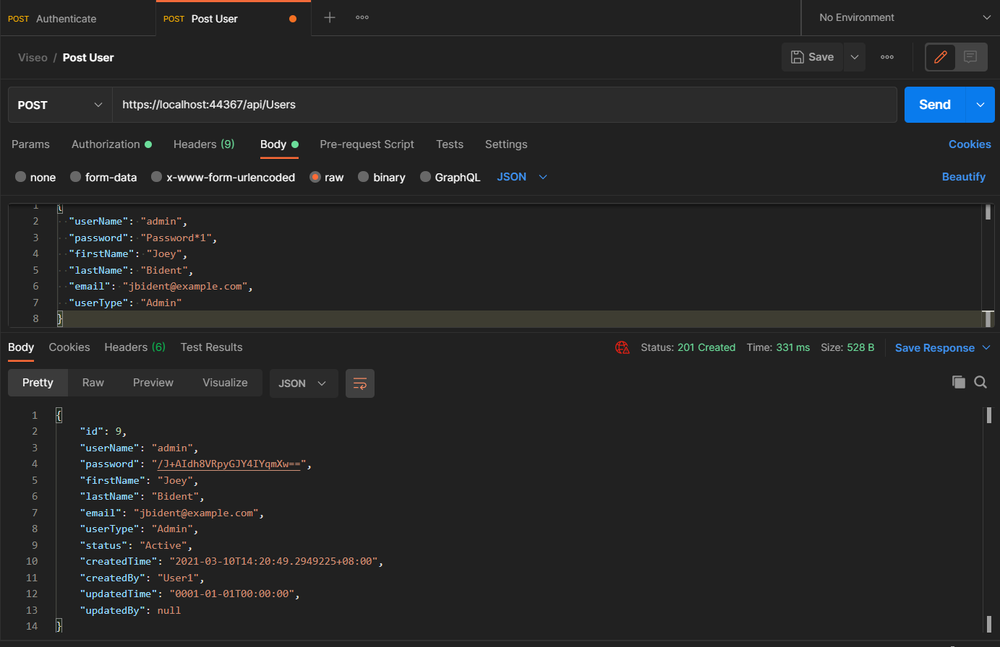 POST Authenticate
POST Post User
No Environment
Viseo / Post User
Save
POST
https://localhost:44367/api/Users
Send
Params Authorization Headers (9) Body Pre-request Script Tests Settings Cookies
none form-data x-www-form-urlencoded raw binary GraphQL JSON Beautify
1 {
2 "userName": "admin",
3 "password": "Password*1",
4 "firstName": "Joey",
5 "lastName": "Bident",
6 "email": "jbident@example.com",
7 "userType": "Admin"
8 }
Body Cookies Headers (6) Test Results Status: 201 Created Time: 331 ms Size: 528 B Save Response
Pretty Raw Preview Visualize JSON
1 {
2 "id": 9,
3 "userName": "admin",
4 "password": "/J+AIdh8VRpyGJY4IYqmXw==",
5 "firstName": "Joey",
6 "lastName": "Bident",
7 "email": "jbident@example.com",
8 "userType": "Admin",
9 "status": "Active",
10 "createdTime": "2021-03-10T14:20:49.2949225+08:00",
11 "createdBy": "User1",
12 "updatedTime": "0001-01-01T00:00:00",
13 "updatedBy": null
14 }